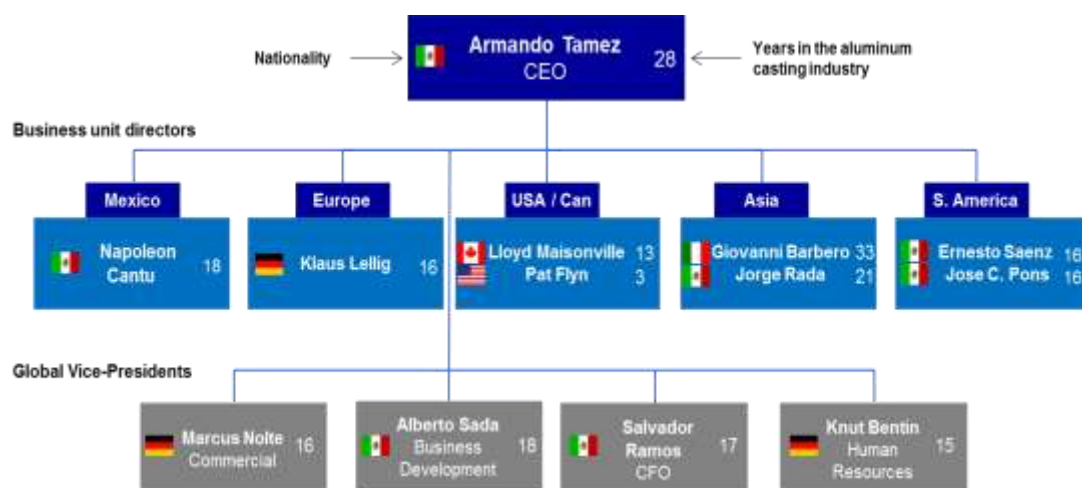 Nationality
Armando Tamez
CEO
28
Years in the aluminum
casting industry
Business unit directors
Mexico
Europe
USA / Can
Asia
S. America
Napoleon
Cantu
18
Klaus Lellig 16
Lloyd Maisonville 13
Pat Flyn 3
Giovanni Barbero 33
Jorge Rada 21
Ernesto Saenz 16
Jose C. Pons 16
Global Vice-Presidents
Marcus Nolte
Commercial
16
Alberto Sada
Business
Development
18
Salvador
Ramos
CFO
17
Knut Bentin
Human
Resources
15